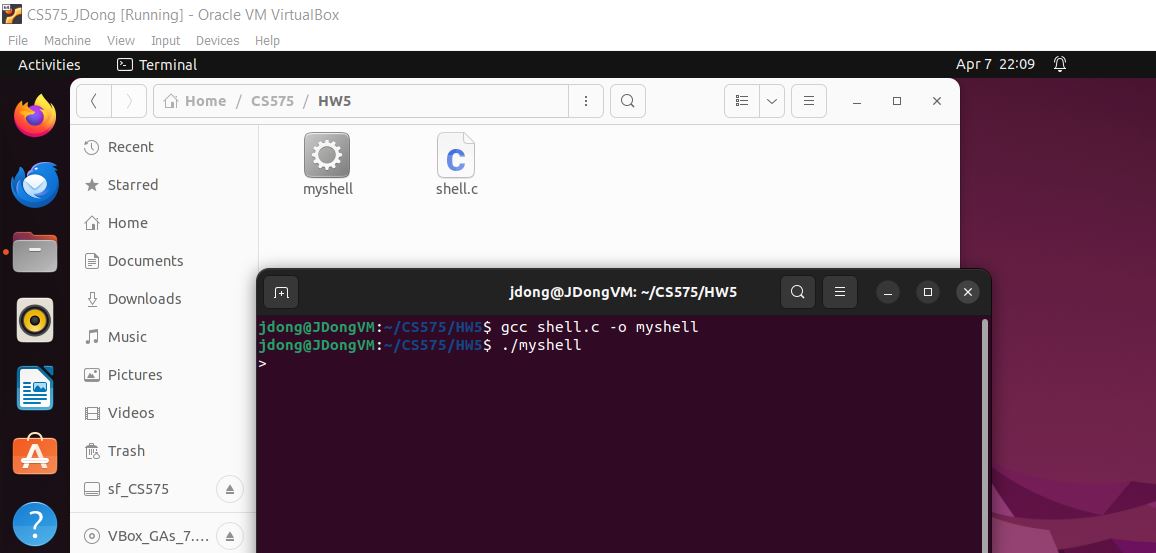 CS575_JDong [Running] - Oracle VM VirtualBox
File Machine View Input Devices Help
Activities Terminal Apr 7 22:09
Home / CS575 / HW5
Recent
Starred
Home
Documents
Downloads
Music
Pictures
Videos
Trash
sf_CS575
VBox_GAs_7....
myshell shell.c
jdong@JDongVM: ~/CS575/HW5
jdong@JDongVM:~/CS575/HW5$ gcc shell.c -o myshell
jdong@JDongVM:~/CS575/HW5$ ./myshell
>